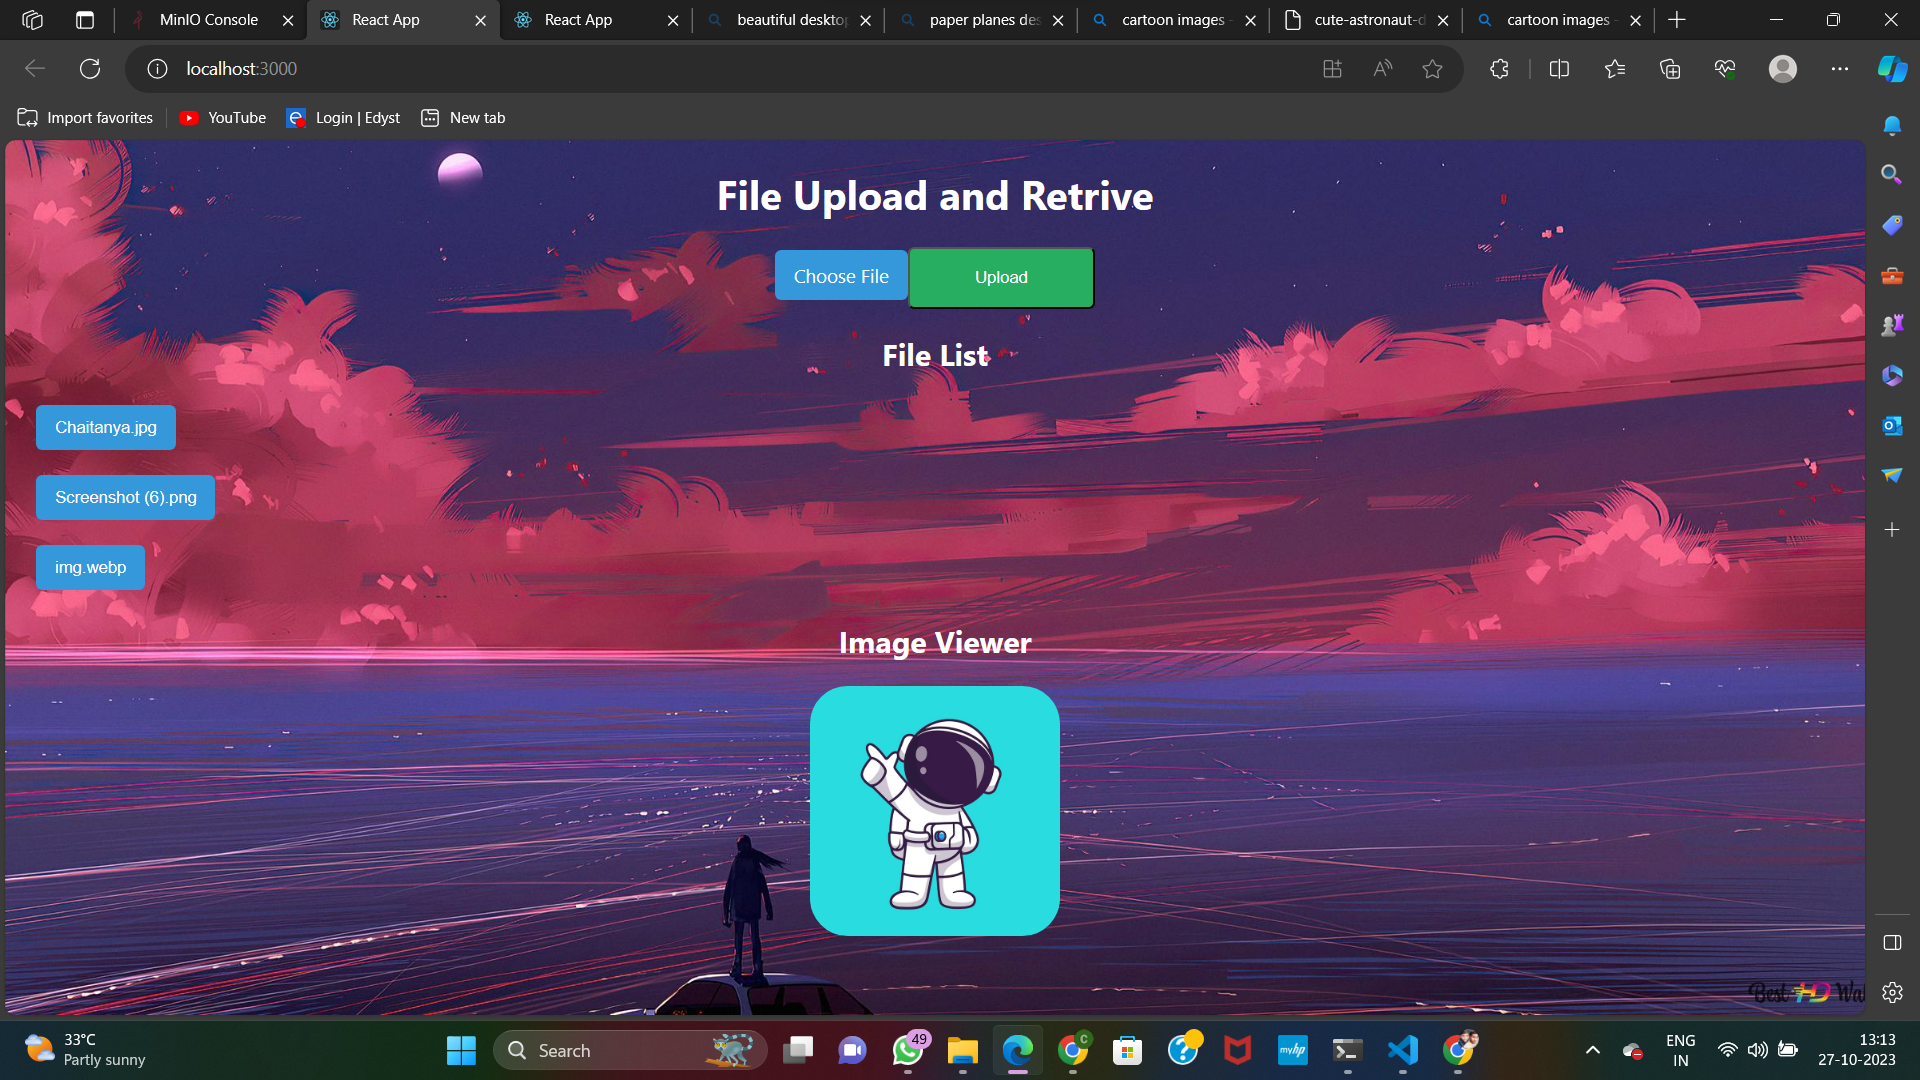 MinIO Console
React App
React App
beautiful desktop
paper planes des
cartoon images -
cute-astronaut-d
cartoon images -
localhost:3000
Import favorites
YouTube
Login | Edyst
New tab
File Upload and Retrive
Choose File
Upload
File List
Chaitanya.jpg
Screenshot (6).png
img.webp
Image Viewer
Best HD Wal
33°C
Partly sunny
Search
49
C
myhp
ENG
IN
13:13
27-10-2023